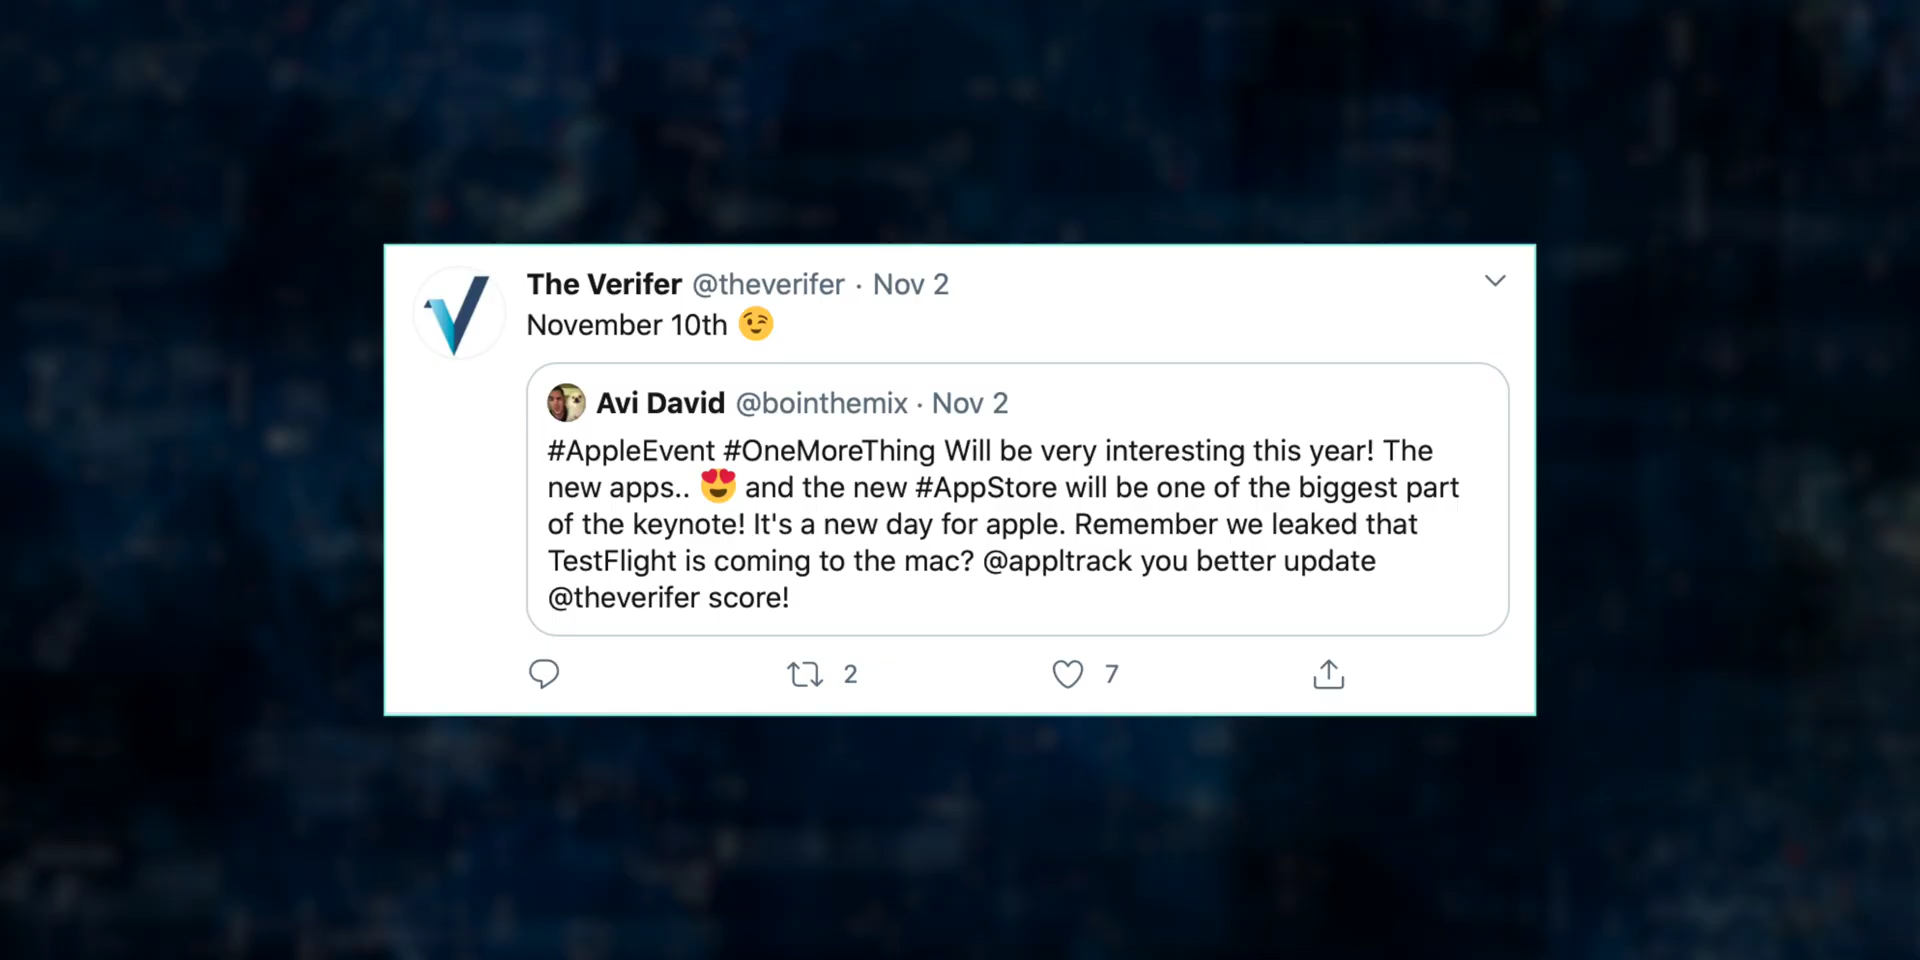 The Verifer @theverifer · Nov 2
November 10th 😉
Avi David @bointhemix · Nov 2
#AppleEvent #OneMoreThing Will be very interesting this year! The
new apps.. 😍 and the new #AppStore will be one of the biggest part
of the keynote! It's a new day for apple. Remember we leaked that
TestFlight is coming to the mac? @appltrack you better update
@theverifer score!
2 7